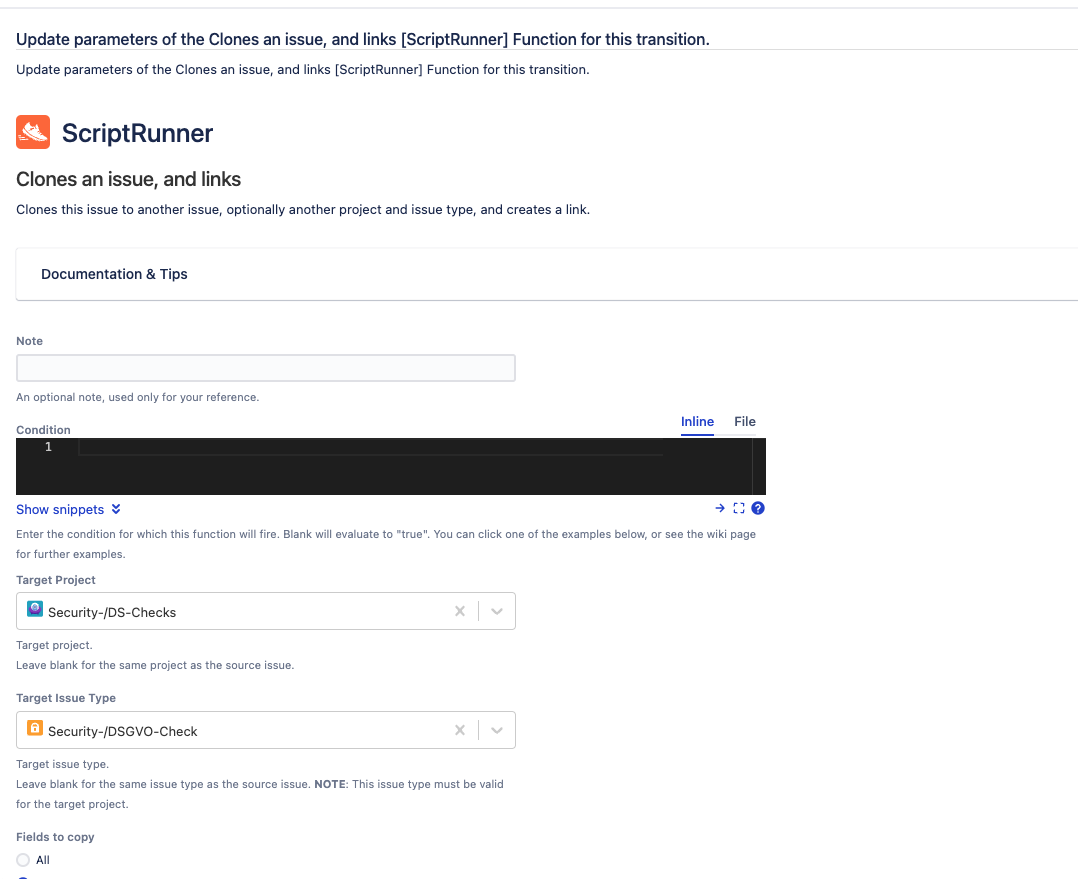 Update parameters of the Clones an issue, and links [ScriptRunner] Function for this transition.
Update parameters of the Clones an issue, and links [ScriptRunner] Function for this transition.
ScriptRunner
Clones an issue, and links
Clones this issue to another issue, optionally another project and issue type, and creates a link.
Documentation & Tips
Note
An optional note, used only for your reference.
Inline File
Condition
1
Show snippets
Enter the condition for which this function will fire. Blank will evaluate to "true". You can click one of the examples below, or see the wiki page
for further examples.
Target Project
Security-/DS-Checks
Target project.
Leave blank for the same project as the source issue.
Target Issue Type
Security-/DSGVO-Check
Target issue type.
Leave blank for the same issue type as the source issue. NOTE: This issue type must be valid
for the target project.
Fields to copy
All